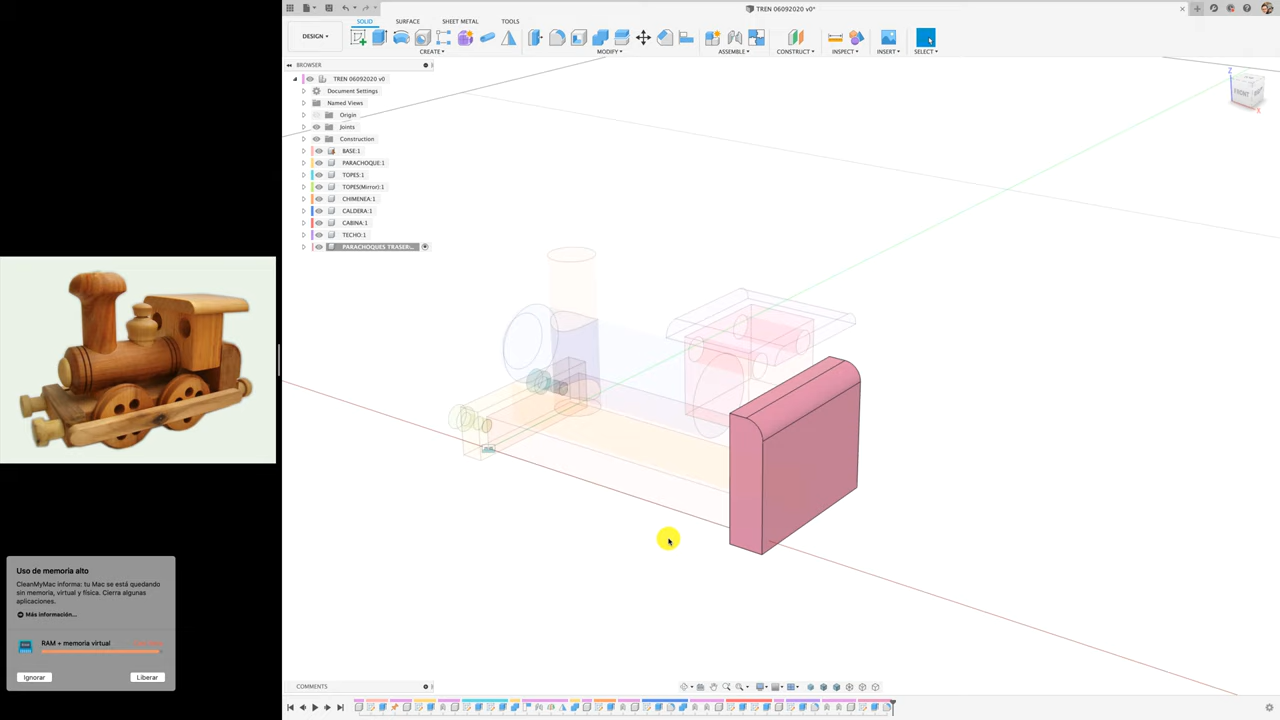 TREN 06092020 v0*
DESIGN
SOLID
SURFACE
SHEET METAL
TOOLS
CREATE
MODIFY
ASSEMBLE
CONSTRUCT
INSPECT
INSERT
SELECT
BROWSER
TREN 06092020 v0
Document Settings
Named Views
Origin
Joints
Construction
BASE:1
PARACHOQUE:1
TOPES:1
TOPES(Mirror):1
CHIMENEA:1
CALDERA:1
CABINA:1
TECHO:1
PARACHOQUES TRASER:...
Z
FRONT
X
Uso de memoria alto
CleanMyMac informa: tu Mac se está quedando
sin memoria, virtual y física. Cierra algunas
aplicaciones.
Más información...
RAM + memoria virtual
Ignorar
Liberar
COMMENTS